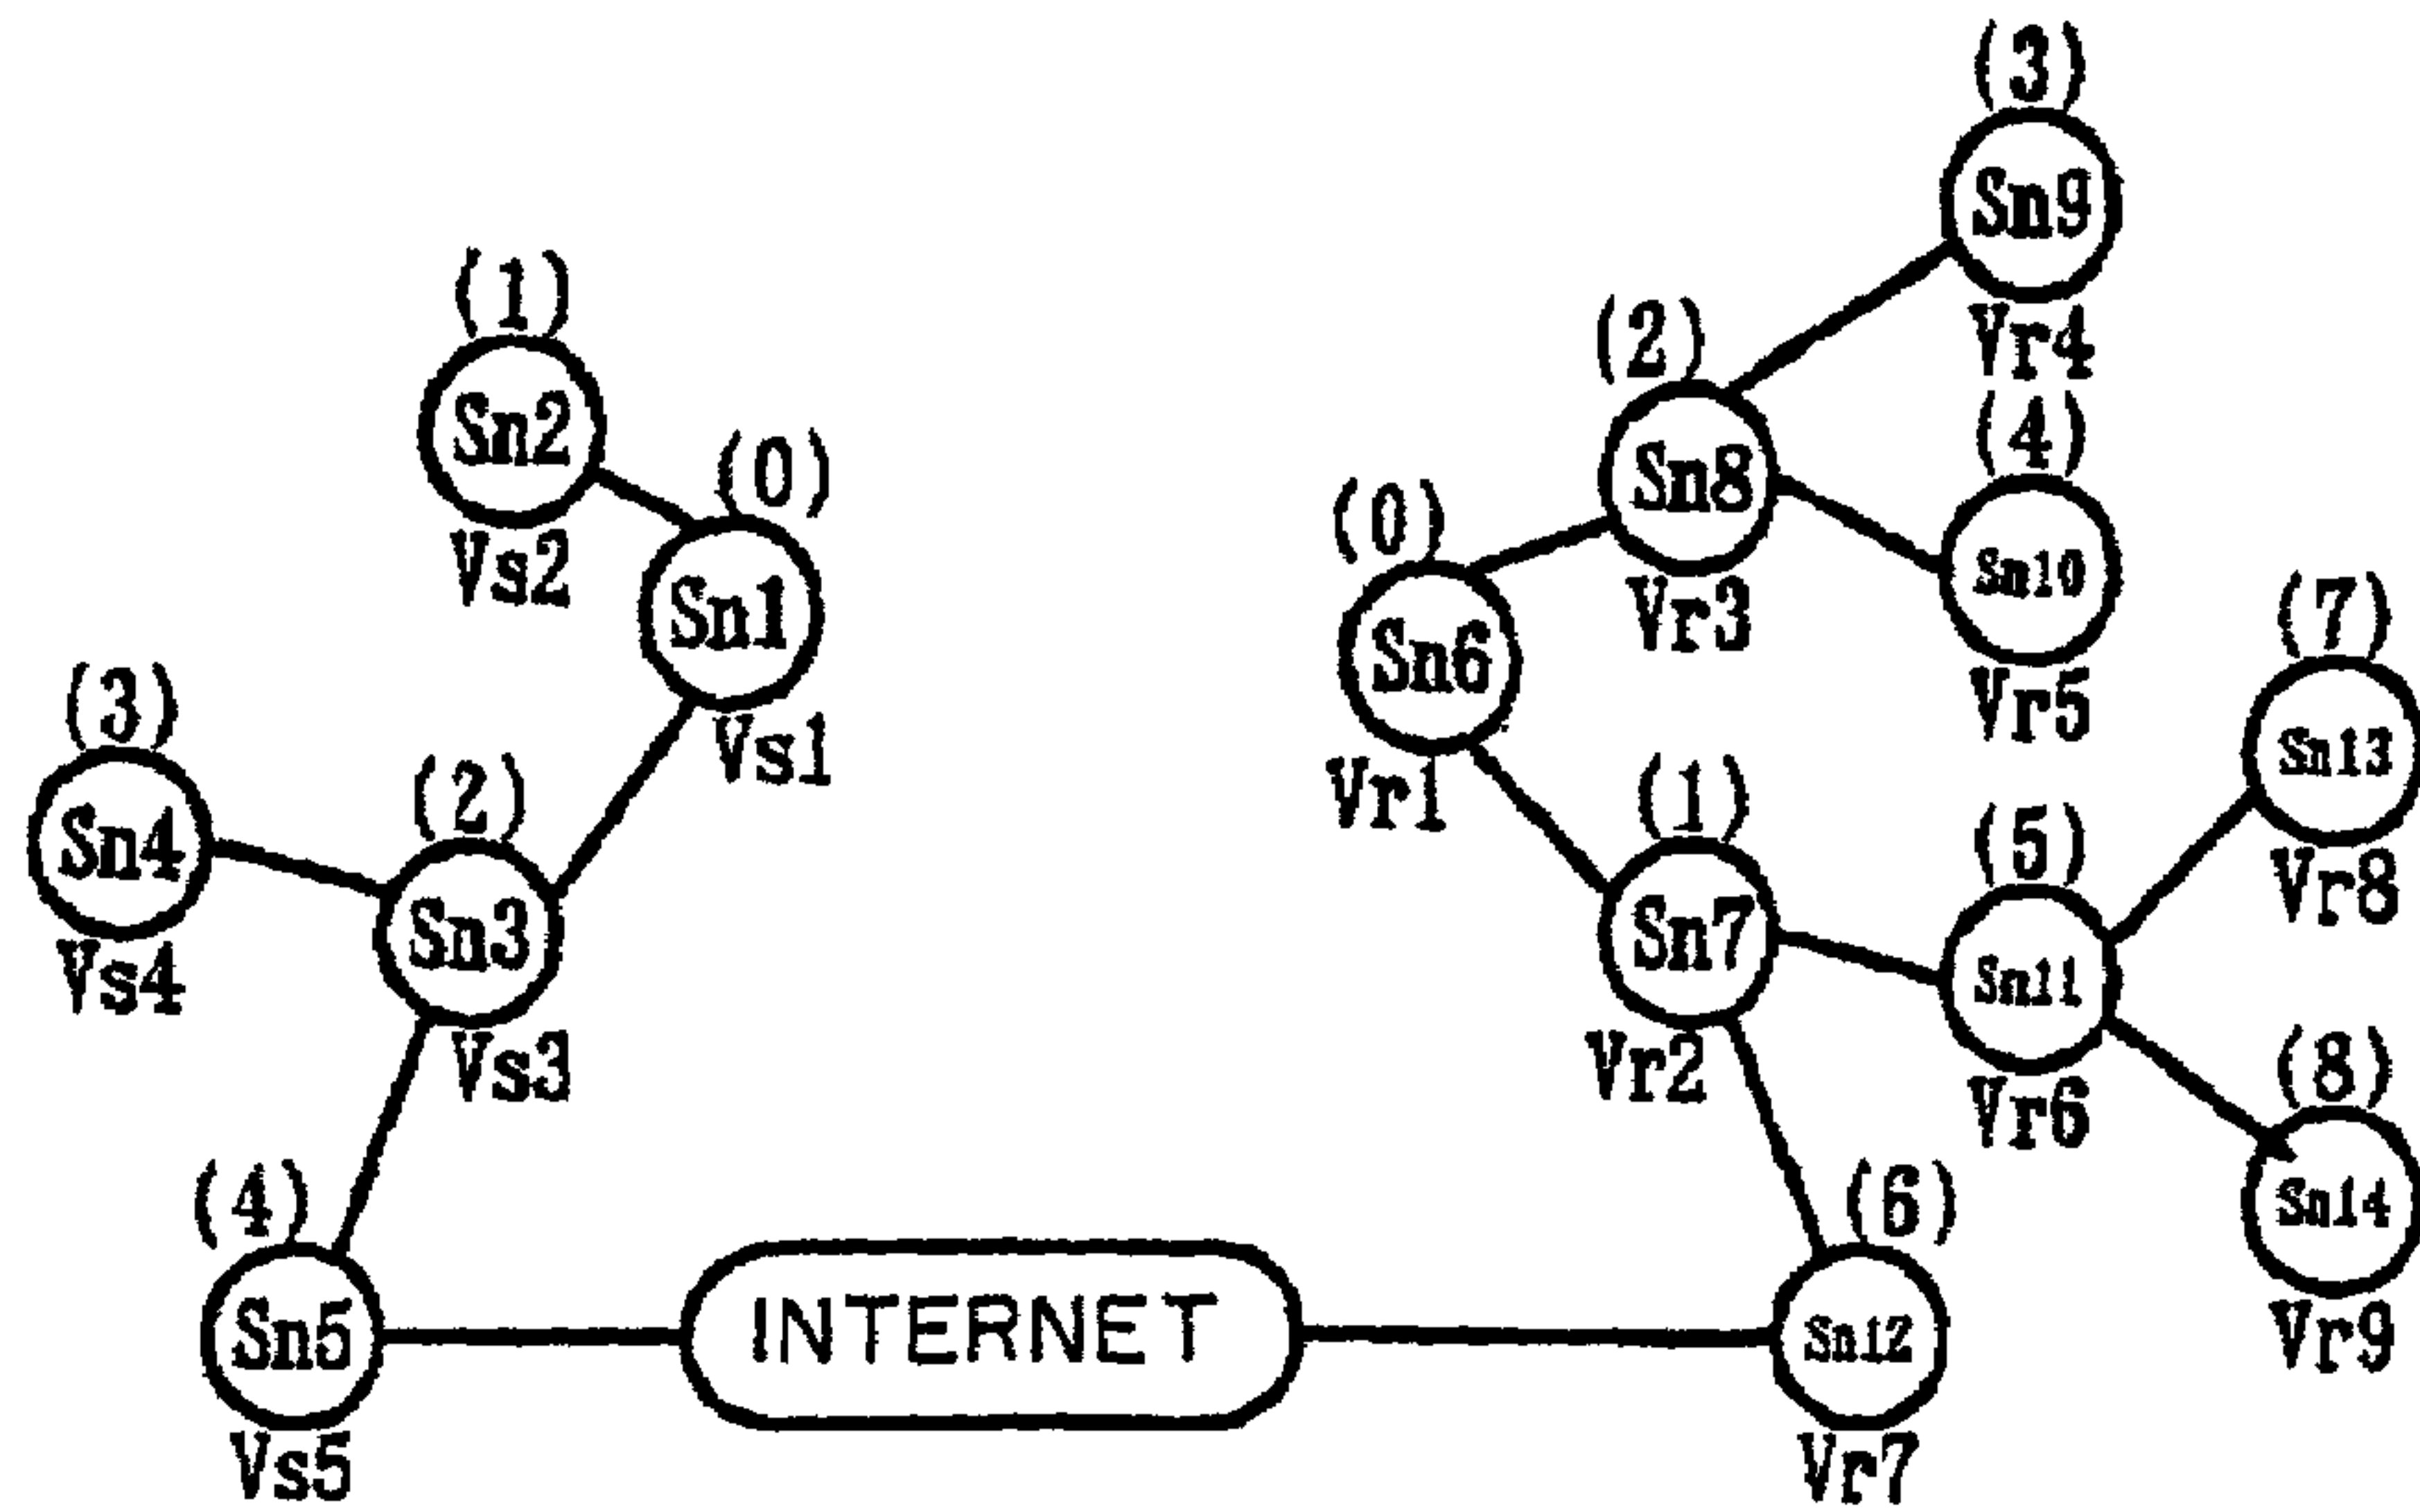 (1)
Sn2
Vs2
(0)
Sn1
Vs1
(3)
Sn4
Vs4
(2)
Sn3
Vs3
(4)
Sn5
Vs5
INTERNET
(3)
Sn9
Vr4
(2)
Sn8
Vr3
(4)
Sn10
Vr5
(0)
Sn6
Vr1
(7)
Sn13
Vr8
(1)
Sn7
Vr2
(5)
Sn11
Vr6
(8)
Sn14
Vr9
(6)
Sn12
Vr7